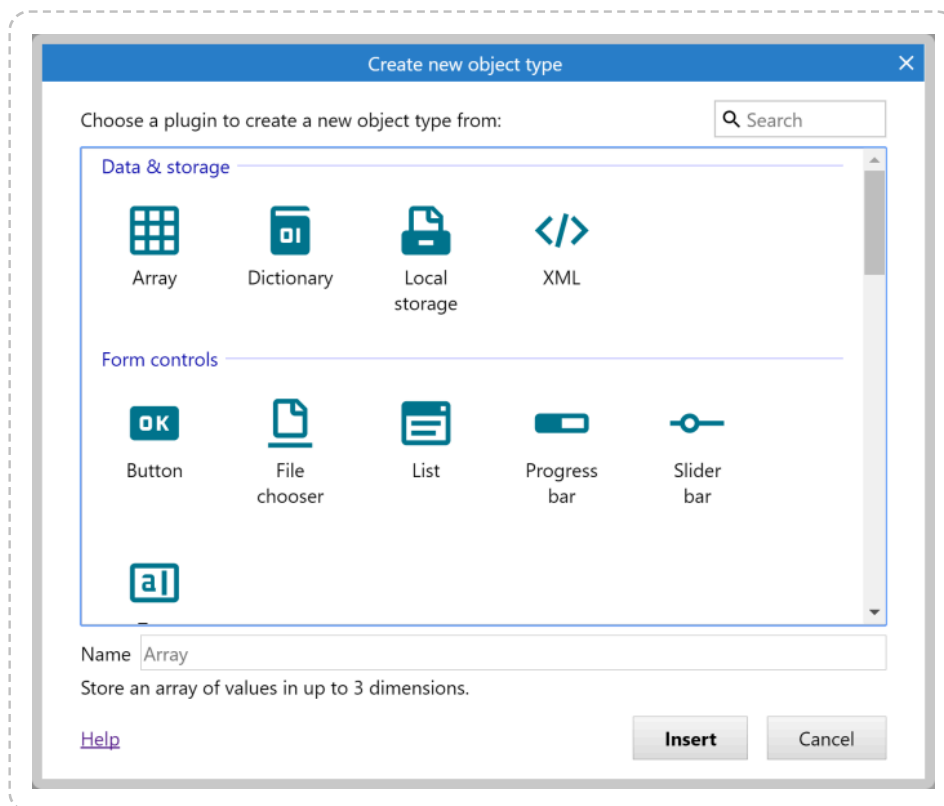 Create new object type
Choose a plugin to create a new object type from:
Search
Data & storage
01
Array
Dictionary
Local
storage
XML
Form controls
OK
Button
File
chooser
List
Progress
bar
Slider
bar
a
Name
Array
Store an array of values in up to 3 dimensions.
Help
Insert
Cancel